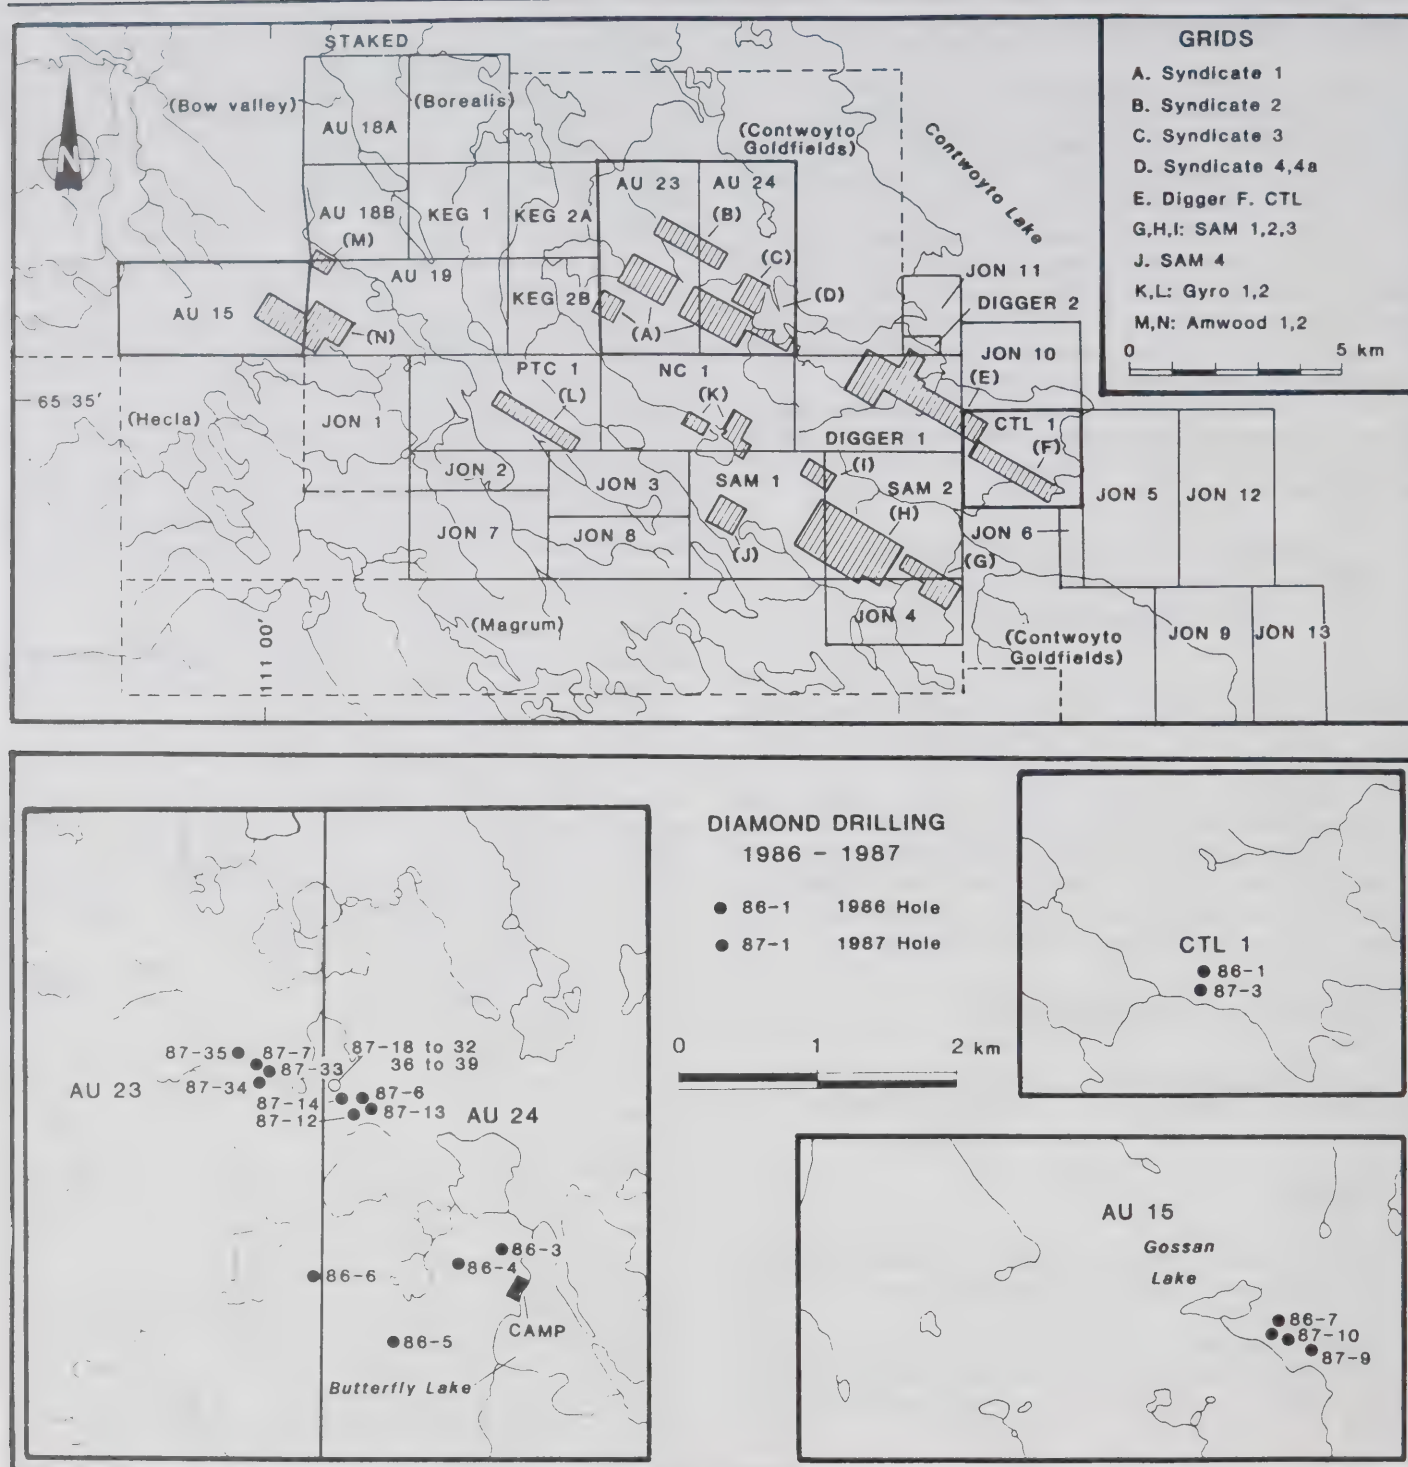 STAKED
(Bow valley)
(Borealis)
AU 18A
(Contwoyto
Goldfields)
Contwoyto Lake
N
AU 18B
(M)
KEG 1
KEG 2A
AU 23
AU 24
(B)
AU 19
KEG 2B
(C)
(D)
(A)
AU 15
(N)
JON 11
DIGGER 2
JON 10
65 35'
(Hecla)
JON 1
PTC 1
(L)
NC 1
(K)
(E)
CTL 1
(F)
DIGGER 1
JON 2
JON 3
SAM 1
(I)
SAM 2
(H)
JON 5
JON 12
JON 7
JON 8
(J)
JON 6
(G)
111 00'
(Magrum)
JON 4
(Contwoyto
Goldfields)
JON 9
JON 13
GRIDS
A. Syndicate 1
B. Syndicate 2
C. Syndicate 3
D. Syndicate 4,4a
E. Digger F. CTL
G,H,I: SAM 1,2,3
J. SAM 4
K,L: Gyro 1,2
M,N: Amwood 1,2
0 5 km
87-35
87-7
87-33
87-34
87-18 to 32
36 to 39
AU 23
87-14
87-6
87-12
87-13
AU 24
86-3
86-4
86-6
CAMP
86-5
Butterfly Lake
DIAMOND DRILLING
1986 - 1987
86-1 1986 Hole
87-1 1987 Hole
0 1 2 km
CTL 1
86-1
87-3
AU 15
Gossan
Lake
86-7
87-10
87-9